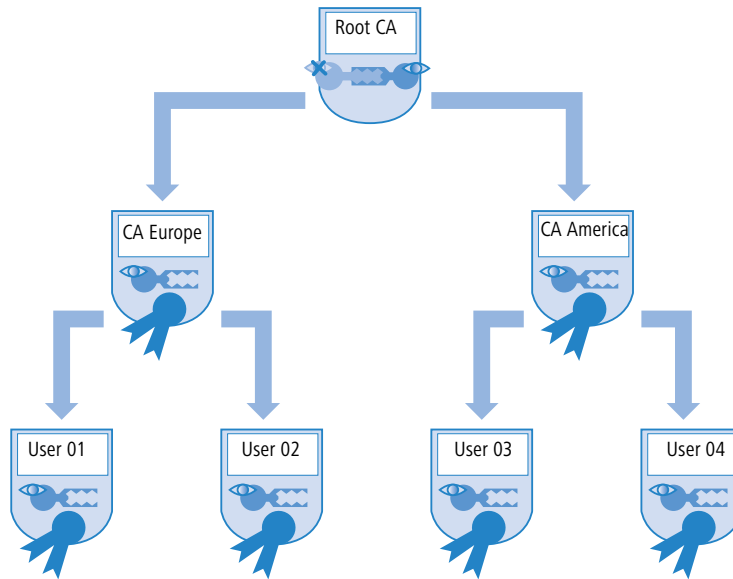 Root CA
CA Europe
CA America
User 01
User 02
User 03
User 04